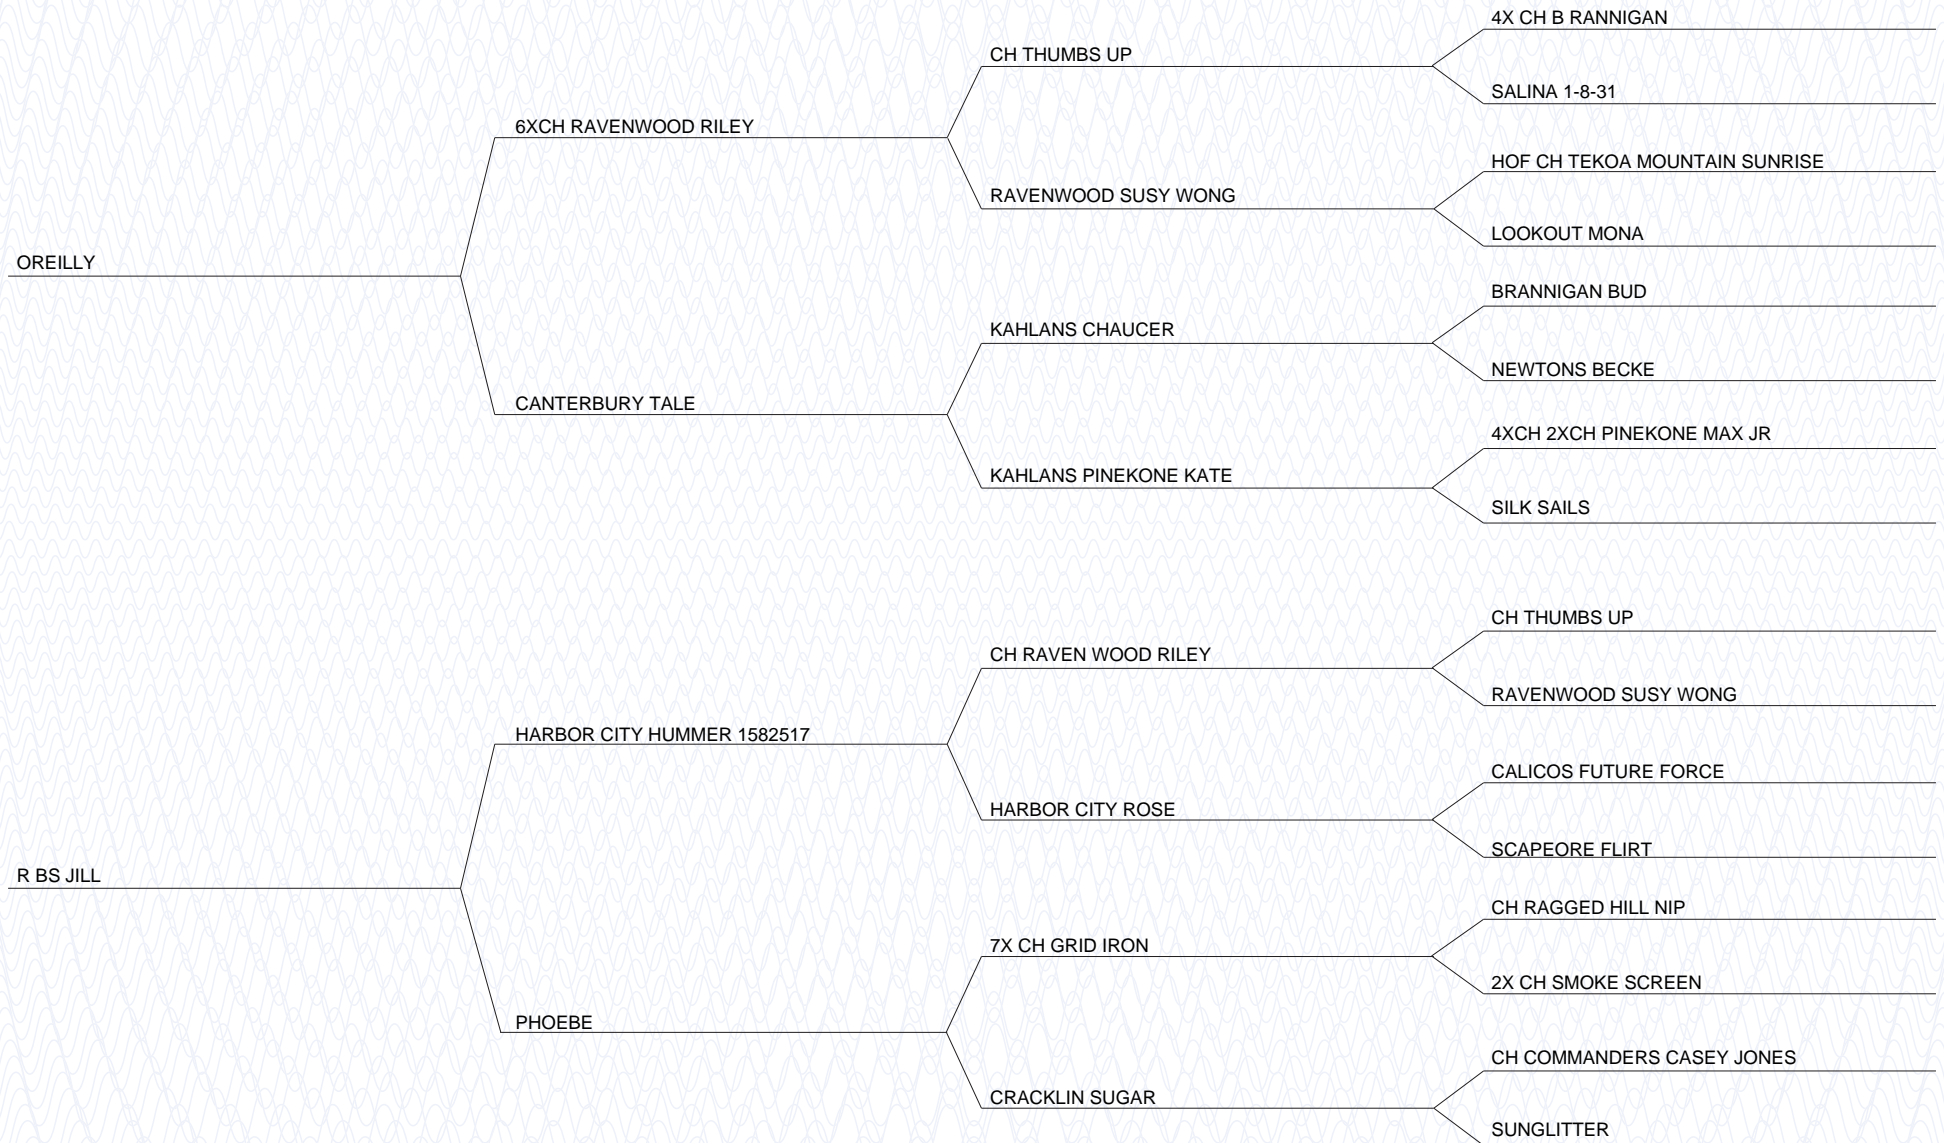 4X CH B RANNIGAN
CH THUMBS UP
SALINA 1-8-31
6XCH RAVENWOOD RILEY
HOF CH TEKOA MOUNTAIN SUNRISE
RAVENWOOD SUSY WONG
LOOKOUT MONA
OREILLY
BRANNIGAN BUD
KAHLANS CHAUCER
NEWTONS BECKE
CANTERBURY TALE
4XCH 2XCH PINEKONE MAX JR
KAHLANS PINEKONE KATE
SILK SAILS
CH THUMBS UP
CH RAVEN WOOD RILEY
RAVENWOOD SUSY WONG
HARBOR CITY HUMMER 1582517
CALICOS FUTURE FORCE
HARBOR CITY ROSE
SCAPEORE FLIRT
R BS JILL
CH RAGGED HILL NIP
7X CH GRID IRON
2X CH SMOKE SCREEN
PHOEBE
CH COMMANDERS CASEY JONES
CRACKLIN SUGAR
SUNGLITTER